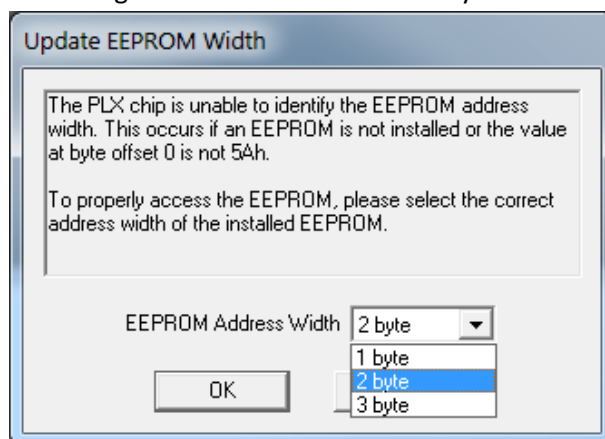 Update EEPROM Width
The PLX chip is unable to identify the EEPROM address
width. This occurs if an EEPROM is not installed or the value
at byte offset 0 is not 5Ah.
To properly access the EEPROM, please select the correct
address width of the installed EEPROM.
EEPROM Address Width 2 byte
1 byte
2 byte
3 byte
OK